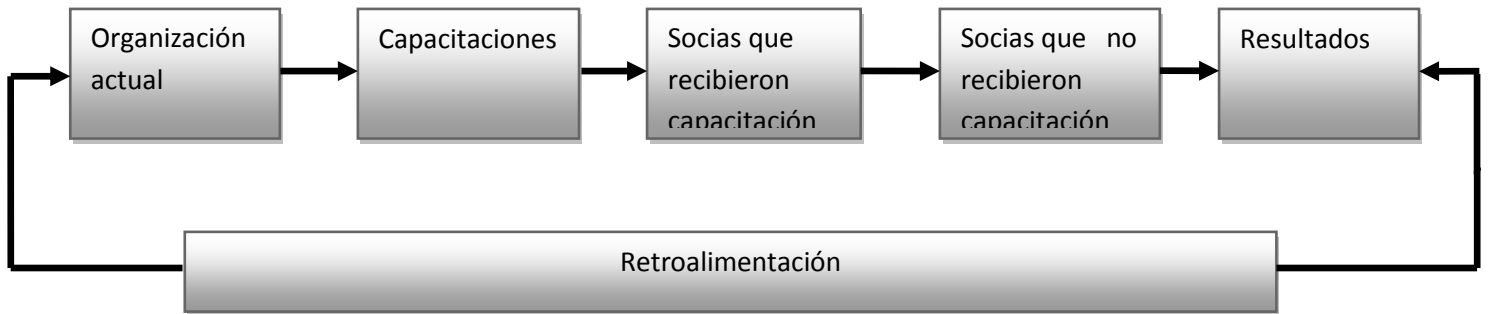 Organización
actual
Capacitaciones
Socias que
recibieron
capacitación
Socias que no
recibieron
capacitación
Resultados
Retroalimentación